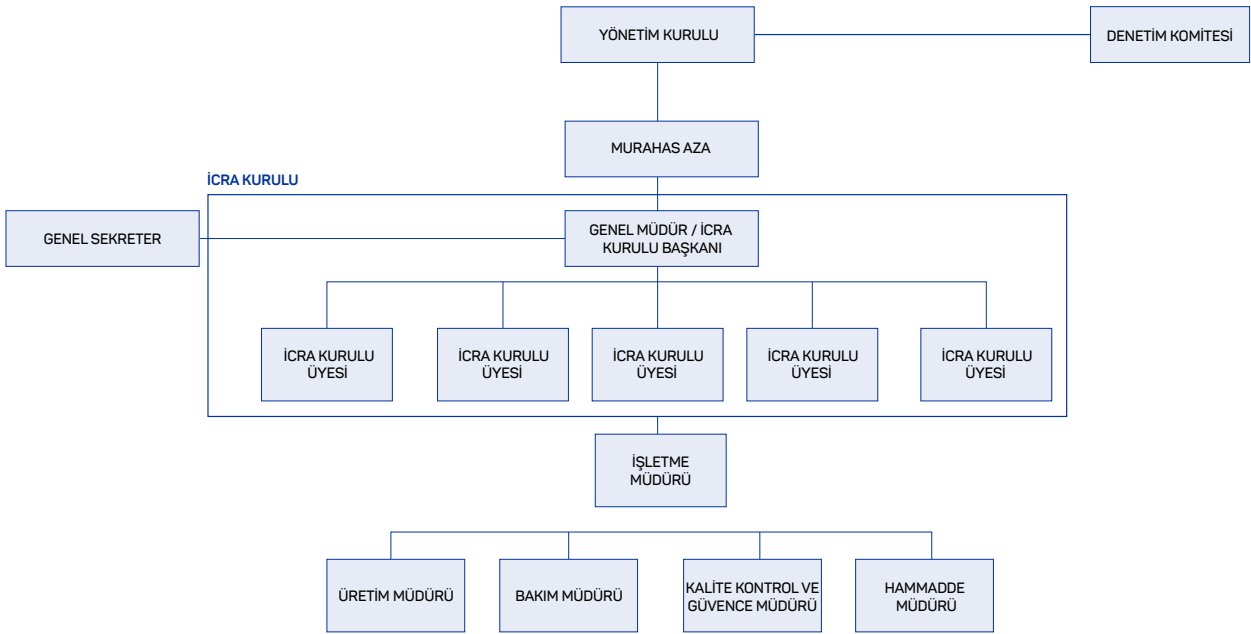 YÖNETİM KURULU
DENETİM KOMİTESİ
MURAHAS AZA
İCRA KURULU
GENEL SEKRETER
GENEL MÜDÜR / İCRA
KURULU BAŞKANI
İCRA KURULU
ÜYESİ
İCRA KURULU
ÜYESİ
İCRA KURULU
ÜYESİ
İCRA KURULU
ÜYESİ
İCRA KURULU
ÜYESİ
İŞLETME
MÜDÜRÜ
ÜRETİM MÜDÜRÜ
BAKIM MÜDÜRÜ
KALİTE KONTROL VE
GÜVENCE MÜDÜRÜ
HAMMADDE
MÜDÜRÜ